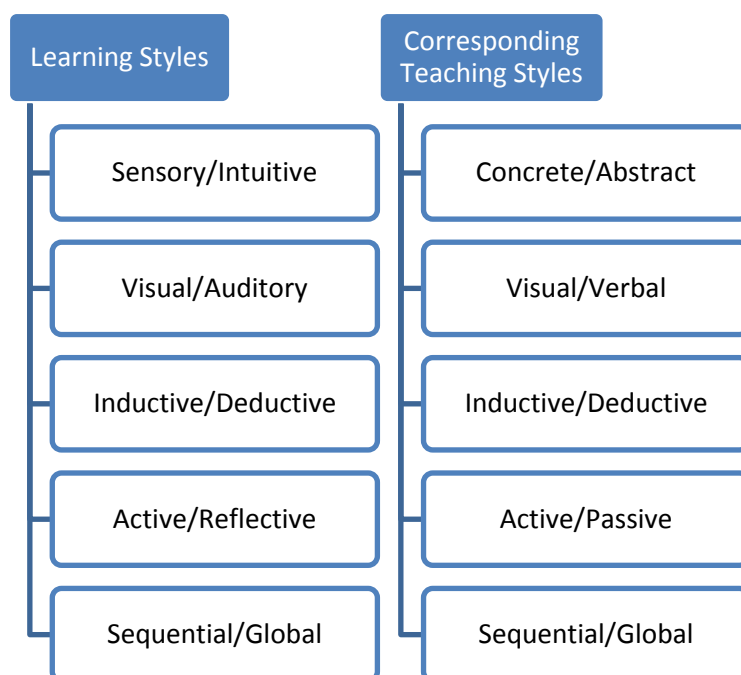 Learning Styles
Sensory/Intuitive
Visual/Auditory
Inductive/Deductive
Active/Reflective
Sequential/Global
Corresponding
Teaching Styles
Concrete/Abstract
Visual/Verbal
Inductive/Deductive
Active/Passive
Sequential/Global